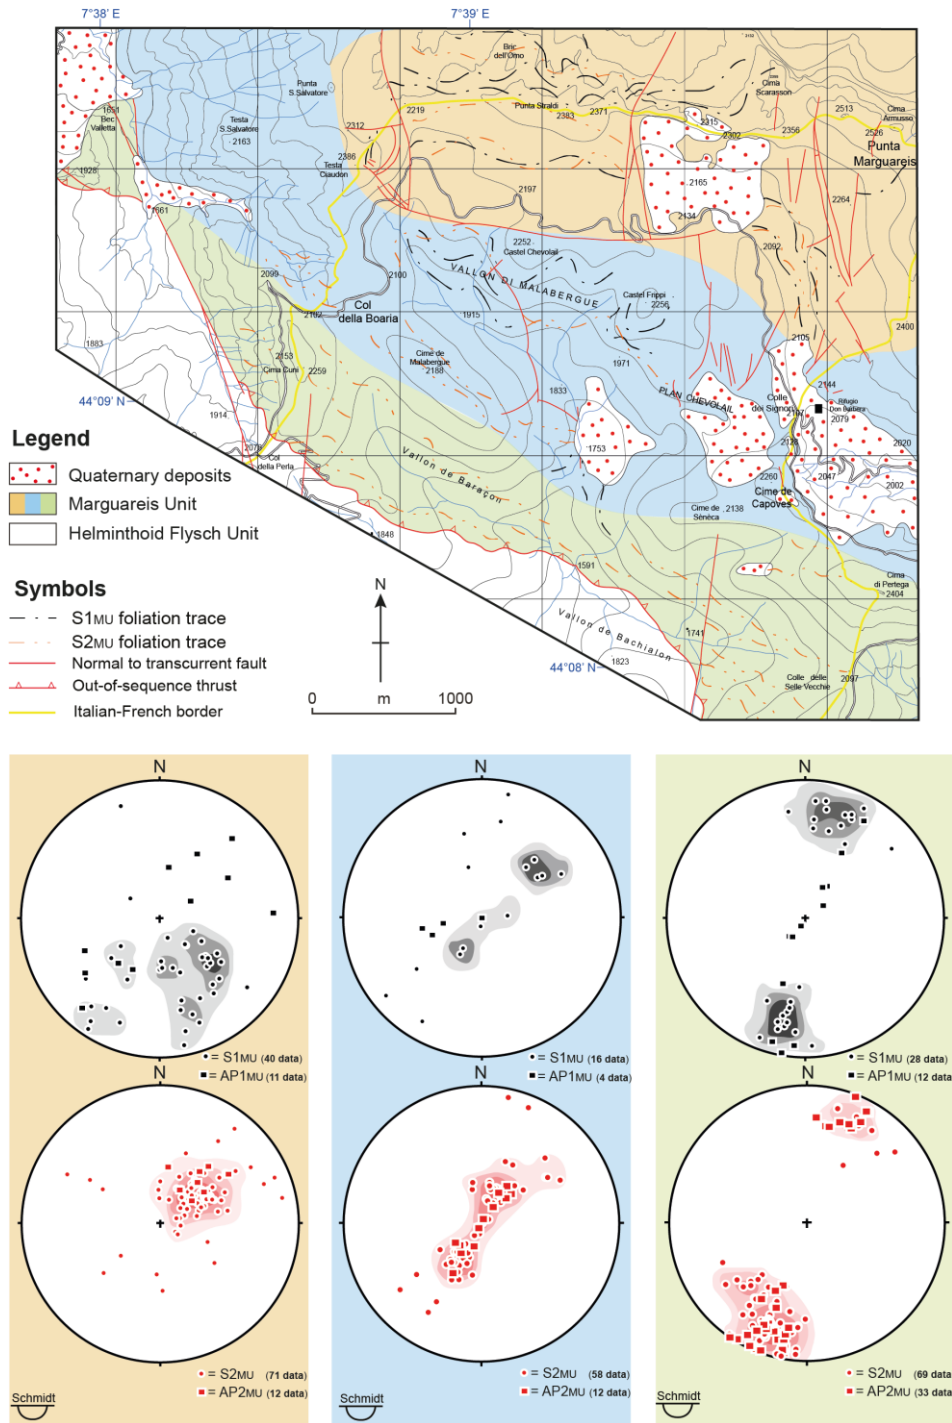 7°38' E
7°39' E
Bric
dell'Omo
Punta
S.Salvatore
Cima
Scarasson
1651
Bec
Valletta
Testa
S.Salvatore
2163
2312
2219
Punta Straldi
2383
2371
2315
2302
2356
2513
Cima
Armusso
2526
Punta
Marguareis
2386
Testa
Ciaudon
1928
1661
2197
2165
2134
2264
2252
Castel Chevolail
2092
2099
2100
VALLON DI MALABERGUE
Castel Frippi
2256
2102
Col
della Boaria
1915
2400
2105
1883
2153
Cima Cuni
2259
Cime de
Malabergue
2188
1971
2144
44°09' N
1914
1833
PLAN CHEVOLAIL
Colle
dei Signori
2107
Rifugio
Don Barbera
2079
2078
Col
della Perla
Vallon de Baraçon
1753
2128
2020
2260
2047
2002
Cime de
Capoves
Cime de
Sénéca
2138
1848
1591
Cima
di Pertega
2404
Vallon de Bachialon
1741
44°08' N
1823
Colle delle
Selle Vecchie
2097
Legend
Quaternary deposits
Marguareis Unit
Helminthoid Flysch Unit
Symbols
S1MU foliation trace
S2MU foliation trace
Normal to transcurrent fault
Out-of-sequence thrust
Italian-French border
N
0 m 1000
N
N
N
= S1MU (40 data)
= AP1MU (11 data)
= S1MU (16 data)
= AP1MU (4 data)
= S1MU (28 data)
= AP1MU (12 data)
N
N
N
= S2MU (71 data)
= AP2MU (12 data)
= S2MU (58 data)
= AP2MU (12 data)
= S2MU (69 data)
= AP2MU (33 data)
Schmidt
Schmidt
Schmidt